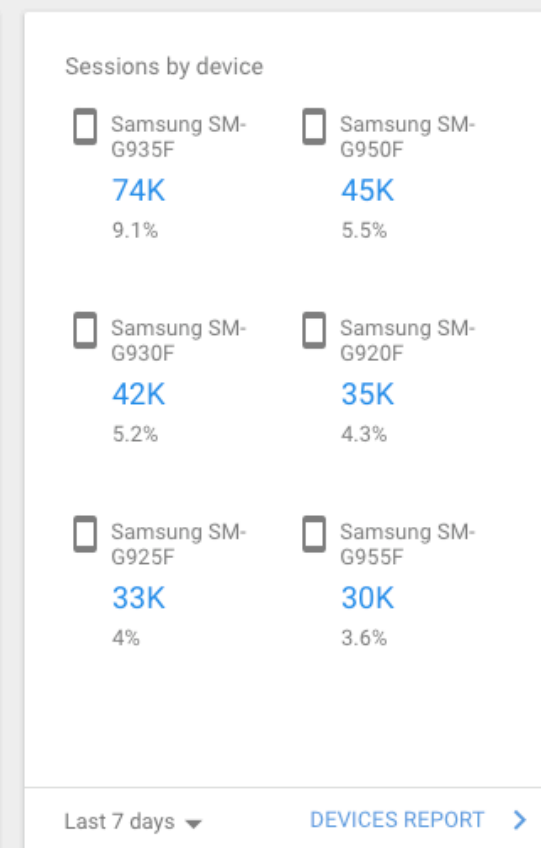 Sessions by device
Samsung SM-
G935F
74K
9.1%
Samsung SM-
G950F
45K
5.5%
Samsung SM-
G930F
42K
5.2%
Samsung SM-
G920F
35K
4.3%
Samsung SM-
G925F
33K
4%
Samsung SM-
G955F
30K
3.6%
Last 7 days
DEVICES REPORT